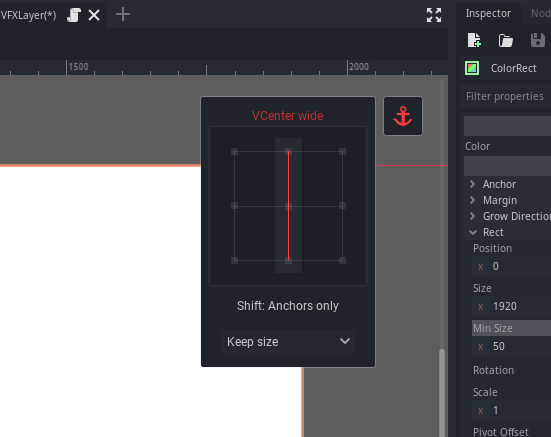 VFXLayer(*)
Inspector
Nod
1500
2000
ColorRect
Filter properties
VCenter wide
Color
Anchor
Margin
Grow Direction
Rect
Position
x 0
Size
x 1920
Min Size
x 50
Rotation
Scale
x 1
Pivot Offset
Shift: Anchors only
Keep size